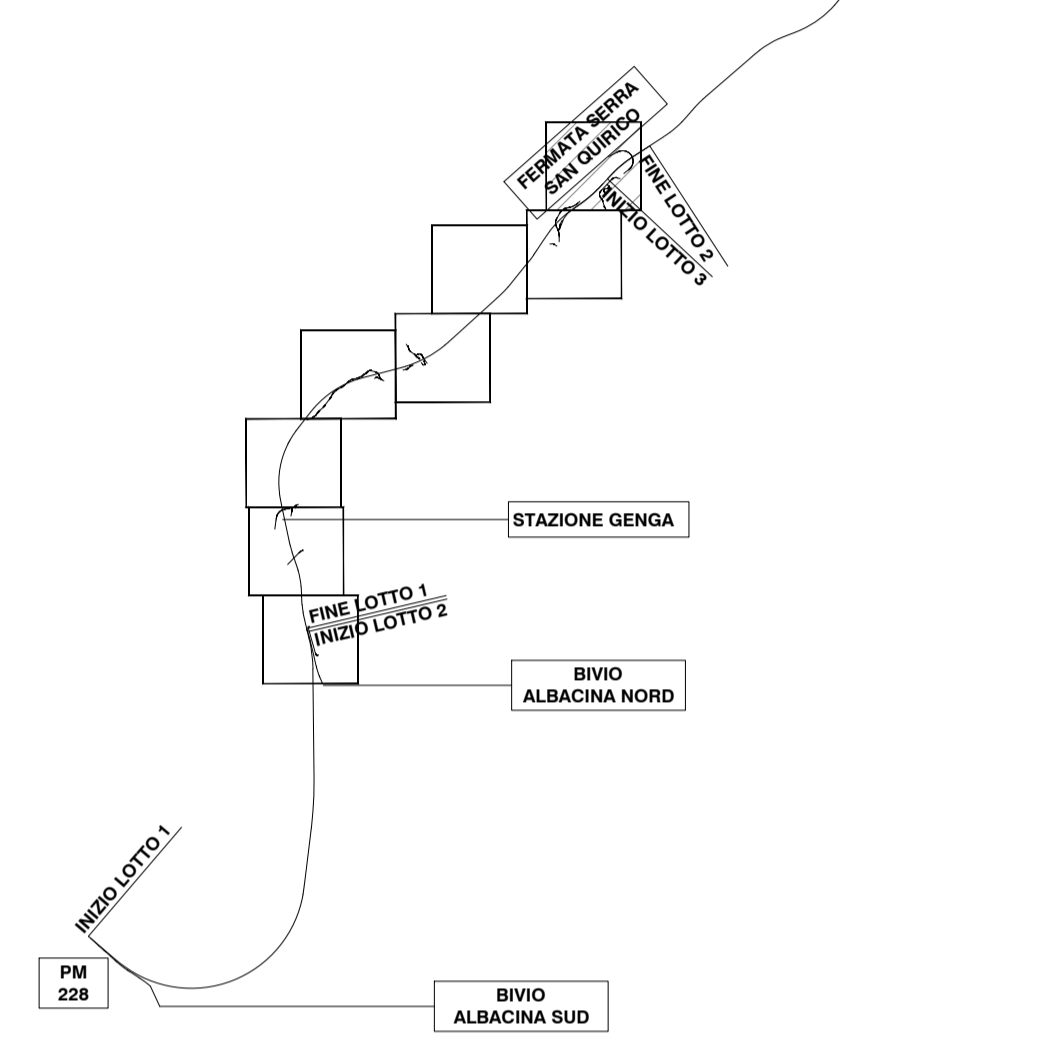 FERMATA SERRA
SAN QUIRICO
FINE LOTTO 2
INIZIO LOTTO 3
STAZIONE GENGA
FINE LOTTO 1
INIZIO LOTTO 2
BIVIO
ALBACINA NORD
INIZIO LOTTO 1
PM
228
BIVIO
ALBACINA SUD